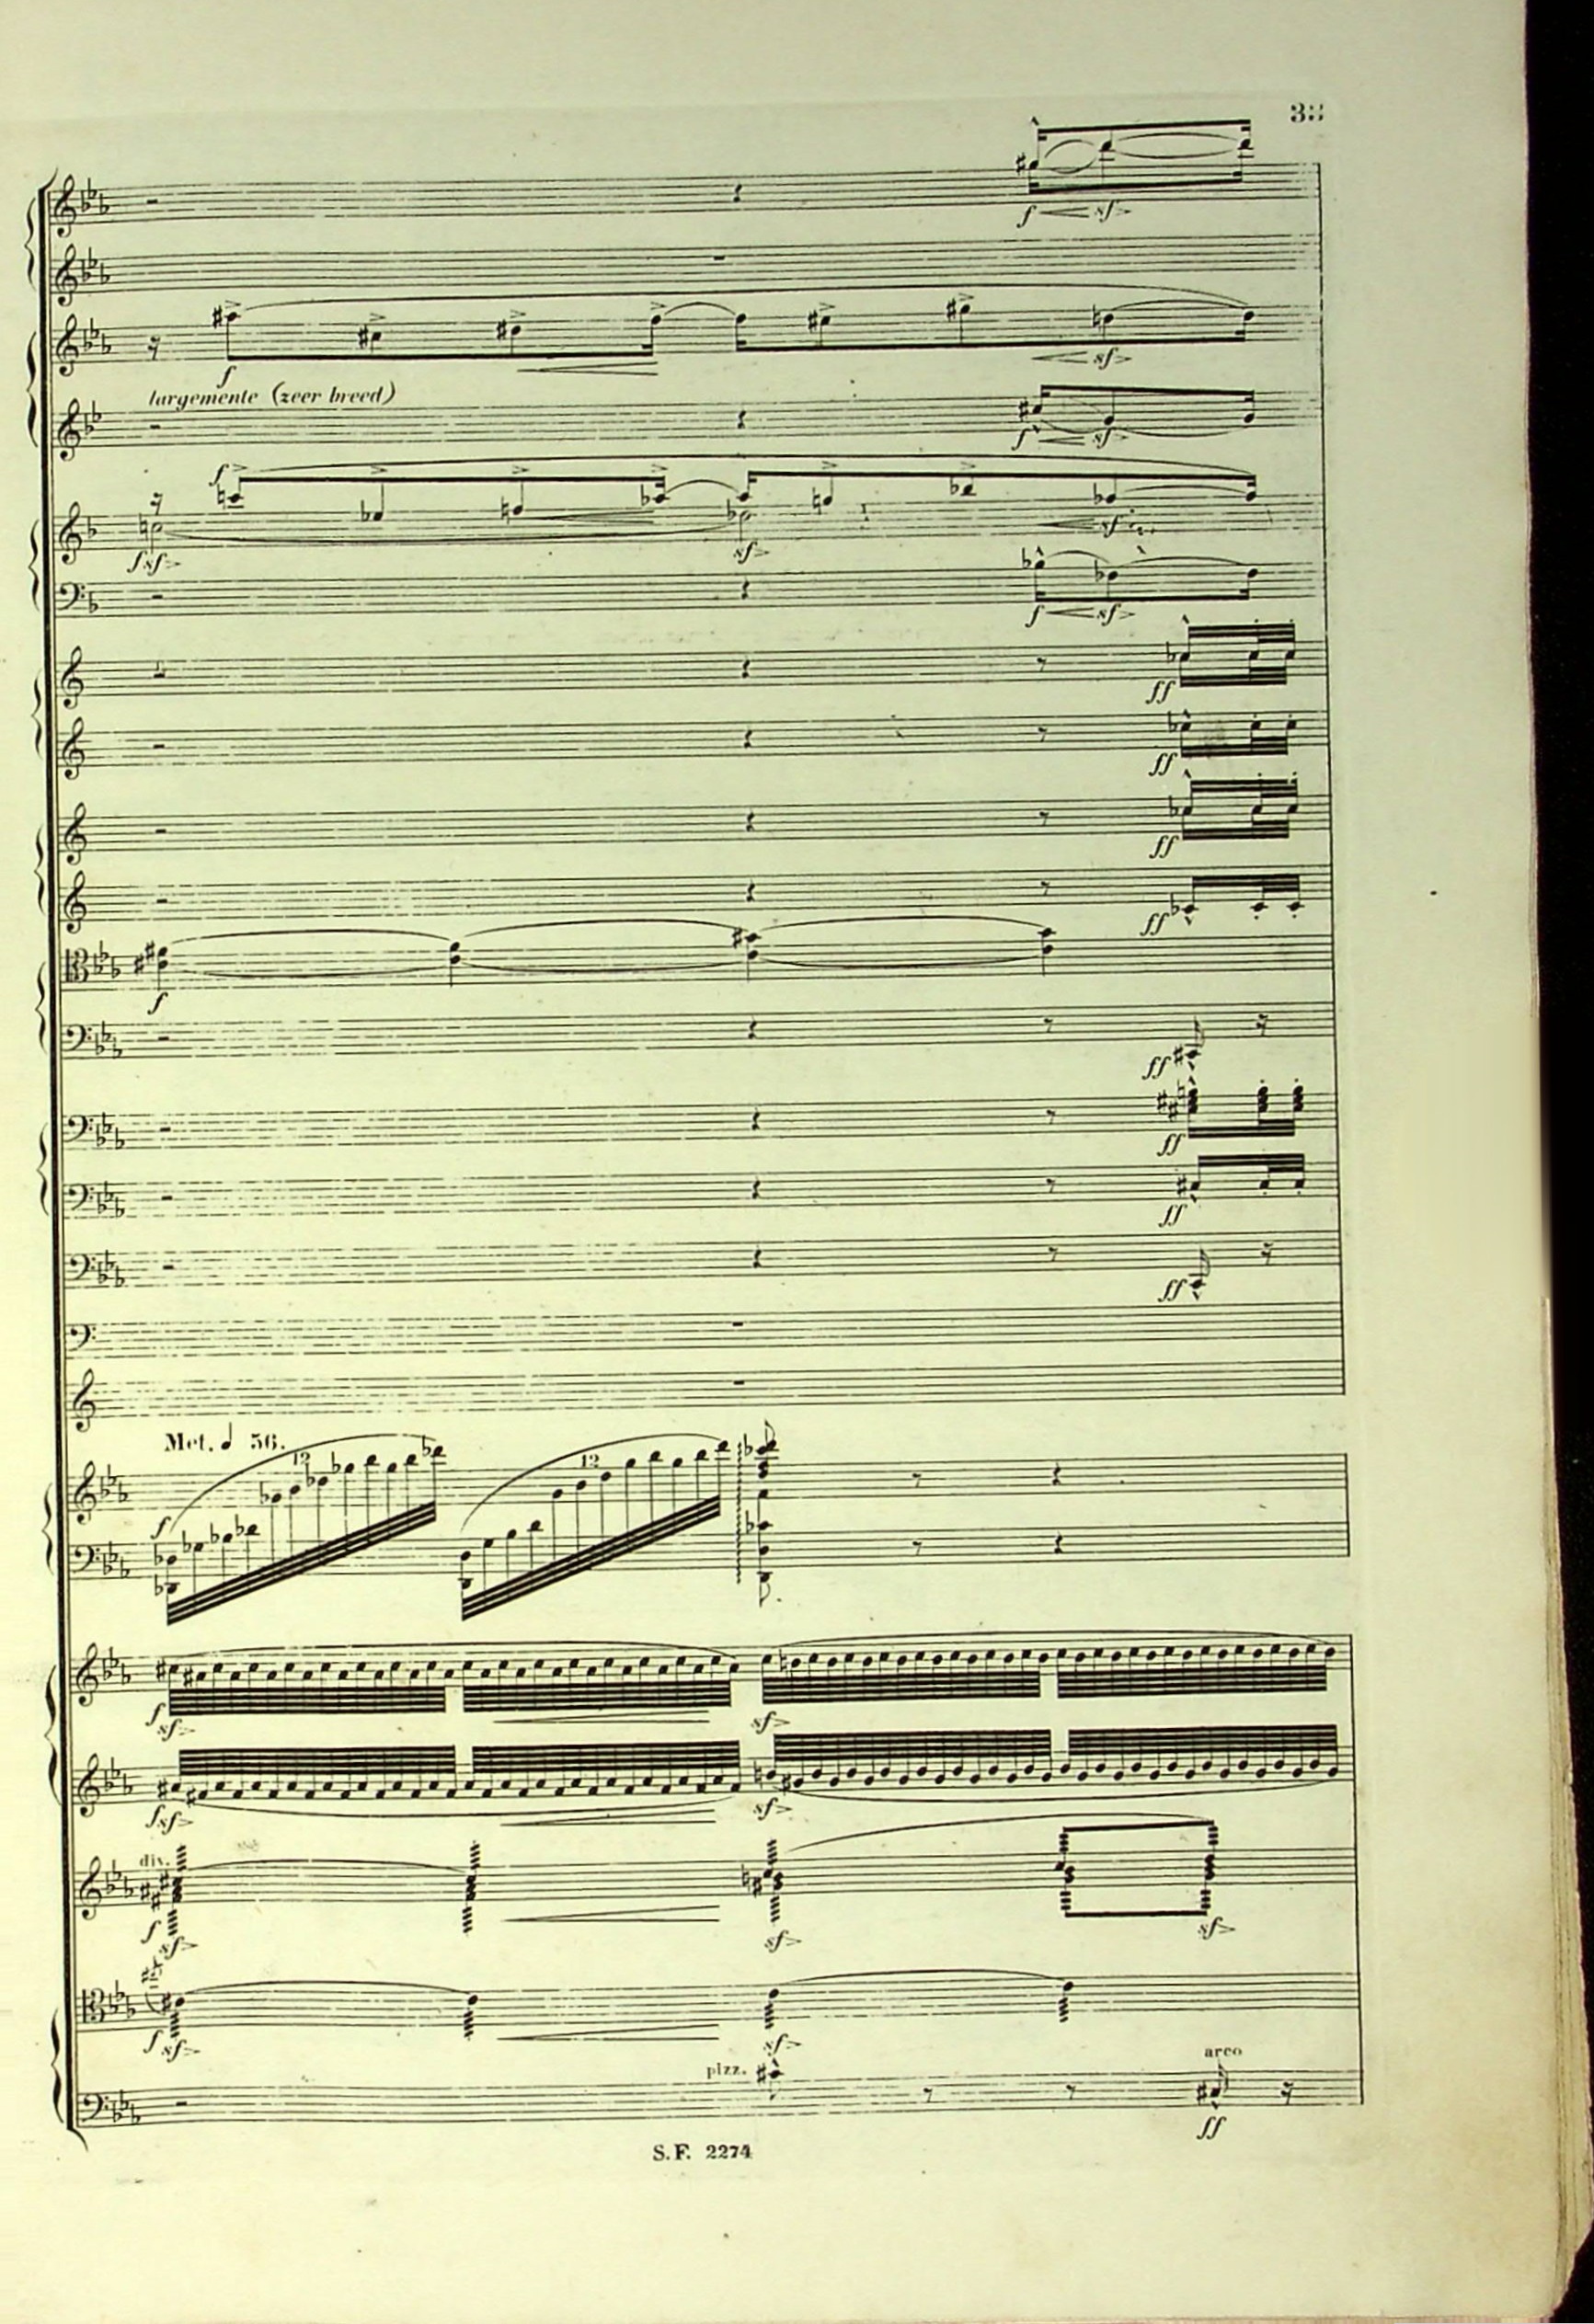 33
f sf
f sf
largemente (zeer breed)
f sf
f
fsf sf sf
f sf
ff
ff
ff
ff
f
ff
ff
ff
ff
Met. 56.
12 12
f
f
sf sf
fsf sf
div.
f
sf sf sf
f sf sf
pizz. arco
ff
S.F. 2274